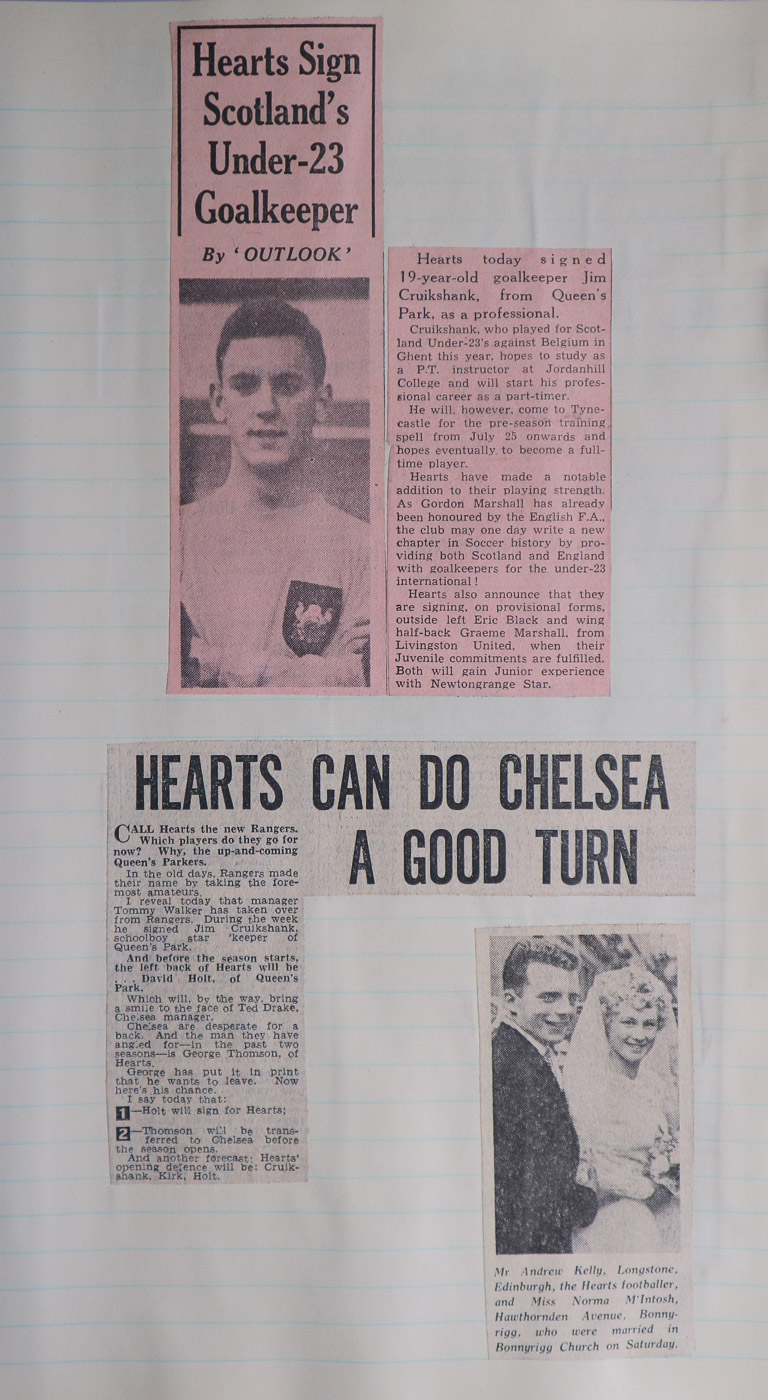 Hearts Sign
Scotland's
Under-23
Goalkeeper
By 'OUTLOOK'
Hearts today signed
19-year-old goalkeeper Jim
Cruikshank, from Queen's
Park, as a professional.
Cruikshank, who played for Scot-
land Under-23's against Belgium in
Ghent this year, hopes to study as
a P.T. instructor at Jordanhill
College and will start his profes-
sional career as a part-timer.
He will, however, come to Tyne-
castle for the pre-season training
spell from July 25 onwards and
hopes eventually to become a full-
time player.
Hearts have made a notable
addition to their playing strength.
As Gordon Marshall has already
been honoured by the English F.A.,
the club may one day write a new
chapter in Soccer history by pro-
viding both Scotland and England
with goalkeepers for the under-23
international!
Hearts also announce that they
are signing, on provisional forms,
outside left Eric Black and wing
half-back Graeme Marshall, from
Livingston United, when their
Juvenile commitments are fulfilled.
Both will gain Junior experience
with Newtongrange Star.
HEARTS CAN DO CHELSEA
A GOOD TURN
CALL Hearts the new Rangers.
Which players do they go for
now? Why, the up-and-coming
Queen's Parkers.
In the old days, Rangers made
their name by taking the fore-
most amateurs.
I reveal today that manager
Tommy Walker has taken over
from Rangers. During the week
he signed Jim Cruikshank,
schoolboy star 'keeper of
Queen's Park.
And before the season starts,
the left back of Hearts will be
. . . David Holt, of Queen's
Park.
Which will, by the way, bring
a smile to the face of Ted Drake,
Chelsea manager.
Chelsea are desperate for a
back. And the man they have
angled for—in the past two
seasons—is George Thomson, of
Hearts.
George has put it in print
that he wants to leave. Now
here's his chance.
I say today that:
1—Holt will sign for Hearts;
2—Thomson will be trans-
ferred to Chelsea before
the season opens.
And another forecast: Hearts'
opening defence will be: Cruik-
shank, Kirk, Holt.
Mr Andrew Kelly, Longstone,
Edinburgh, the Hearts footballer,
and Miss Norma M'Intosh,
Hawthornden Avenue, Bonny-
rigg, who were married in
Bonnyrigg Church on Saturday.